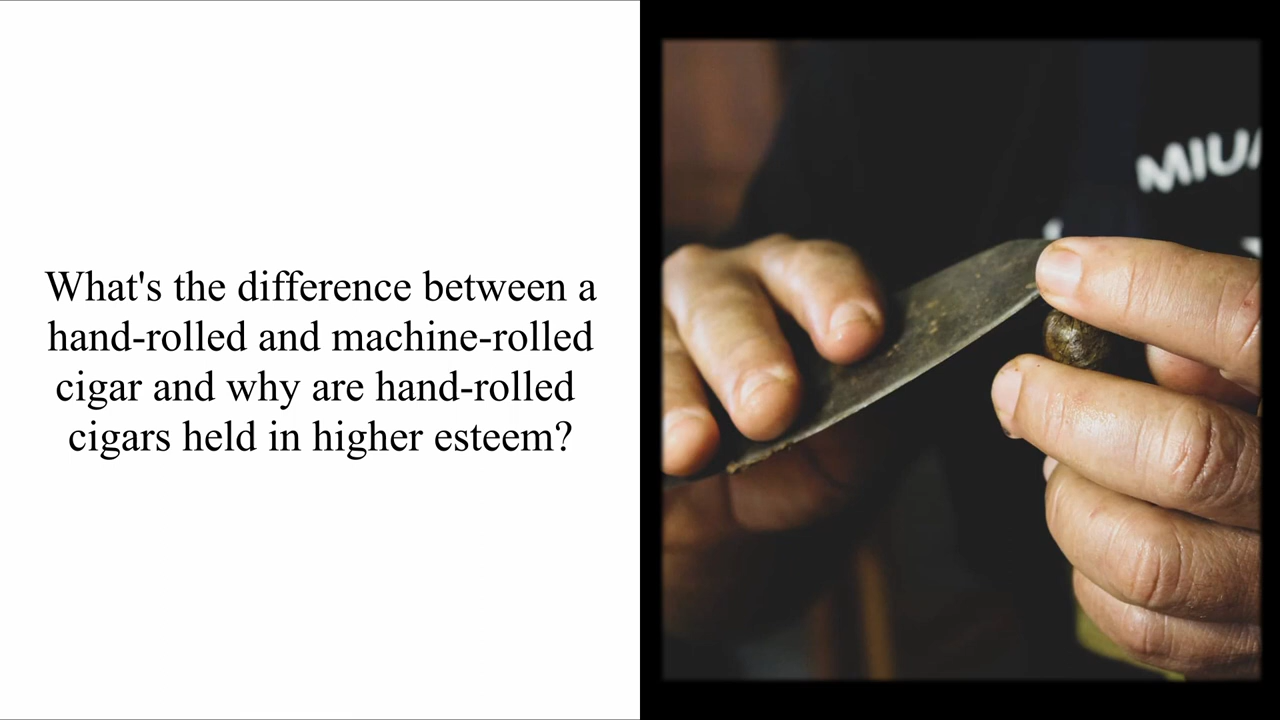 What's the difference between a
hand-rolled and machine-rolled
cigar and why are hand-rolled
cigars held in higher esteem?